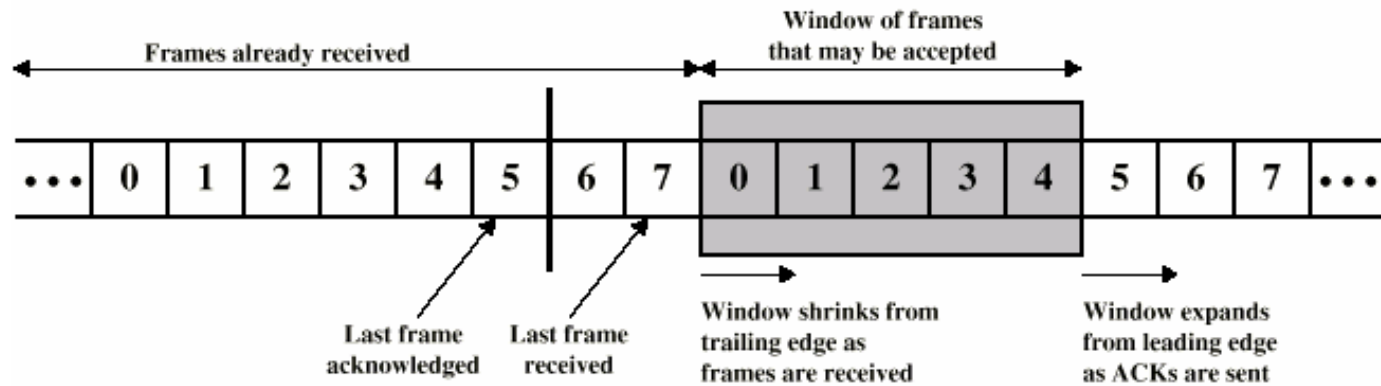 Window of frames
that may be accepted
Frames already received
••• 0 1 2 3 4 5 6 7 0 1 2 3 4 5 6 7 •••
Last frame
acknowledged
Last frame
received
Window shrinks from
trailing edge as
frames are received
Window expands
from leading edge
as ACKs are sent